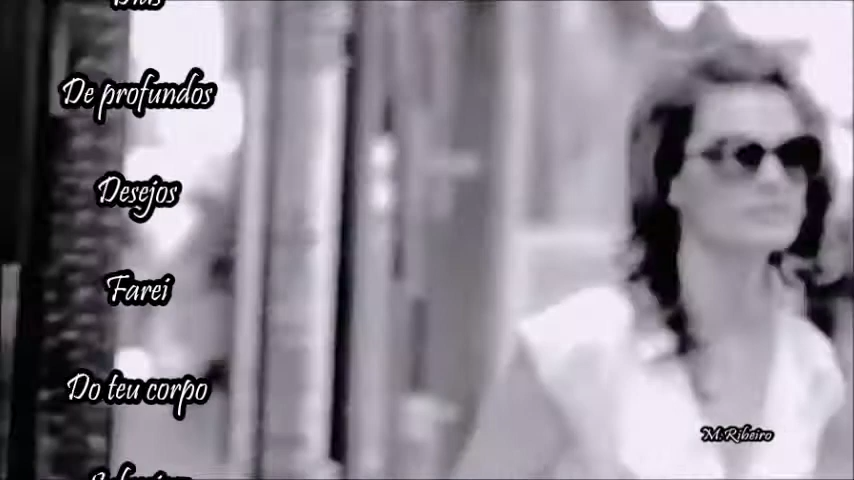 De profundos
Desejos
Farei
Do teu corpo
M.Ribeiro